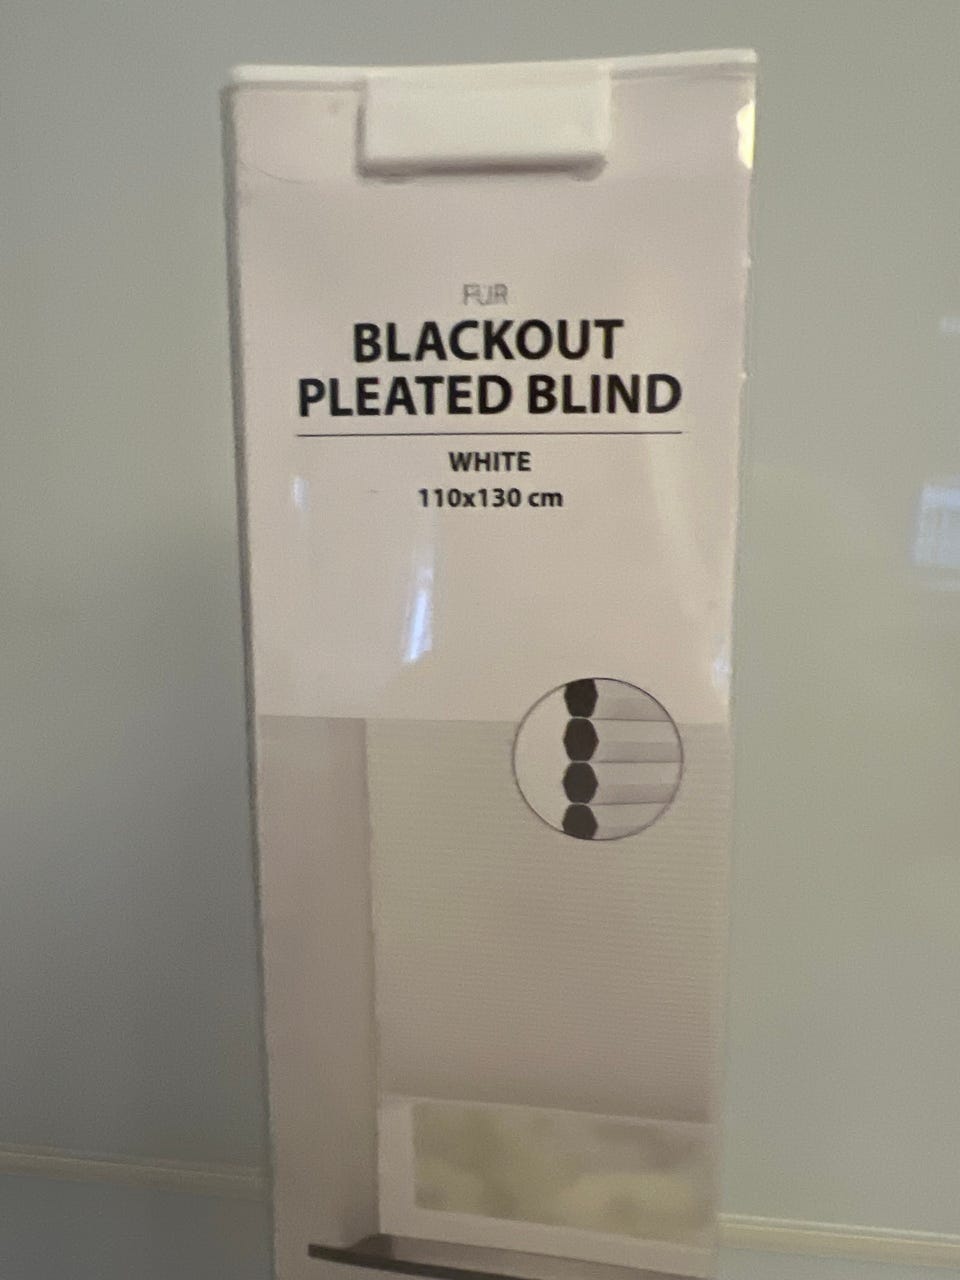 FUR
BLACKOUT
PLEATED BLIND
WHITE
110x130 cm